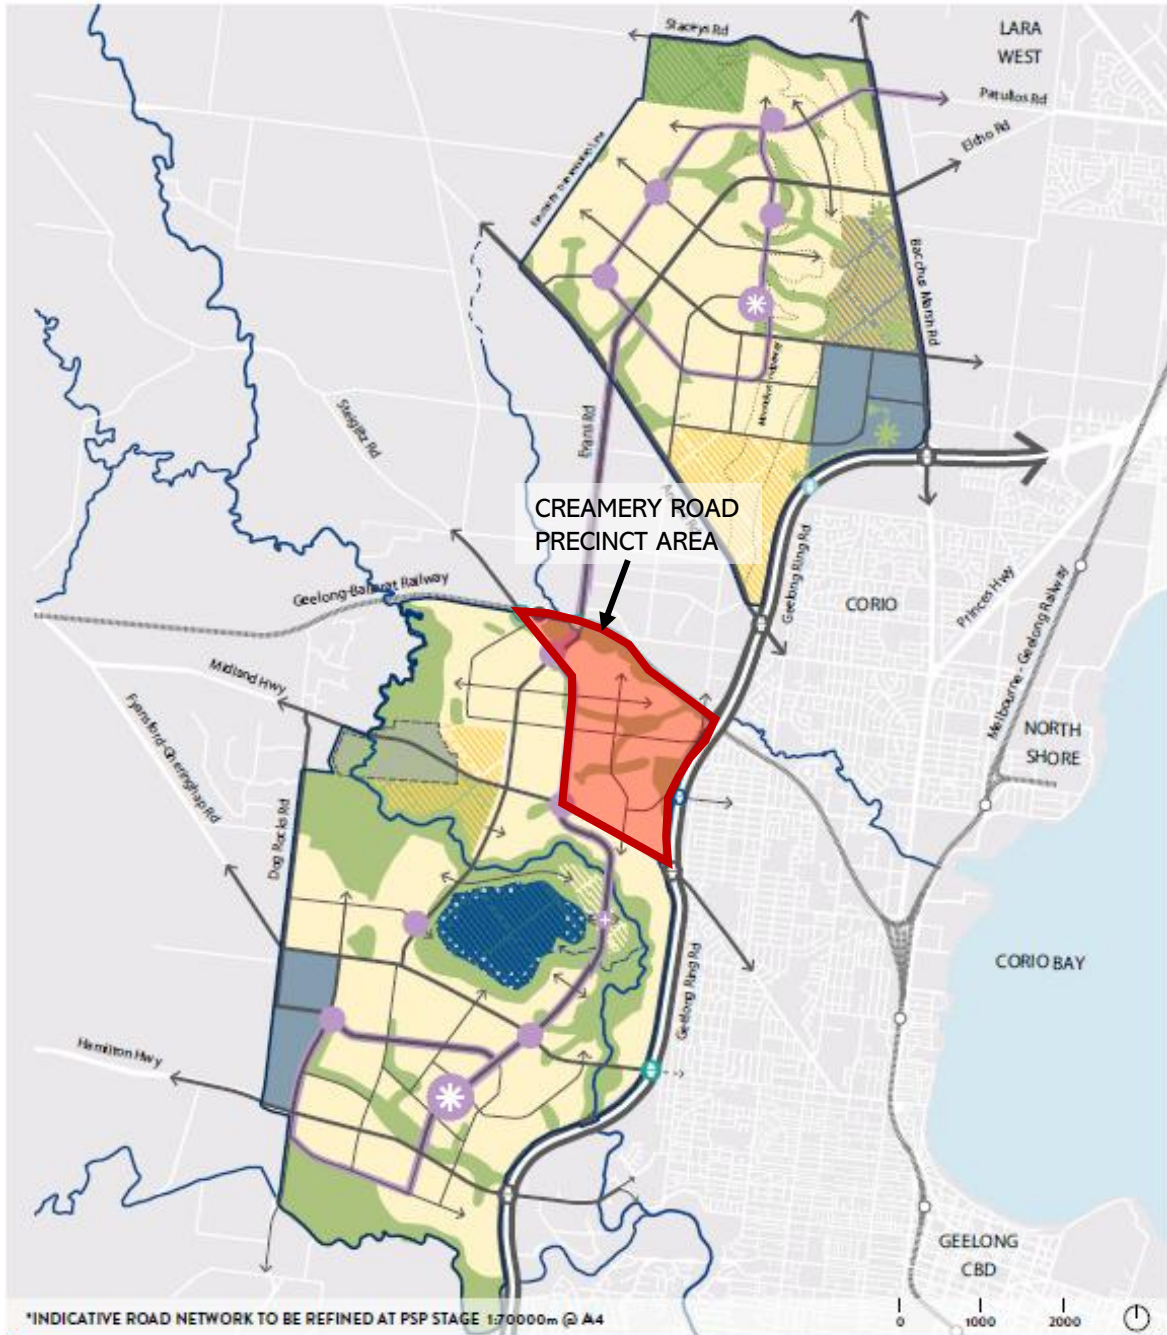 Staceys Rd
LARA
WEST
Patullos Rd
Elcho Rd
Bacchus Marsh Rd
Evans Rd
Steiglitz Rd
CREAMERY ROAD
PRECINCT AREA
Geelong Ring Rd
CORIO
Princes Hwy
Geelong-Ballarat Railway
Melbourne - Geelong Railway
Midland Hwy
Fyansford-Gheringhap Rd
NORTH
SHORE
Dog Rocks Rd
CORIO BAY
Geelong Ring Rd
Hamilton Hwy
GEELONG
CBD
*INDICATIVE ROAD NETWORK TO BE REFINED AT PSP STAGE 1:70000m @ A4
0 1000 2000